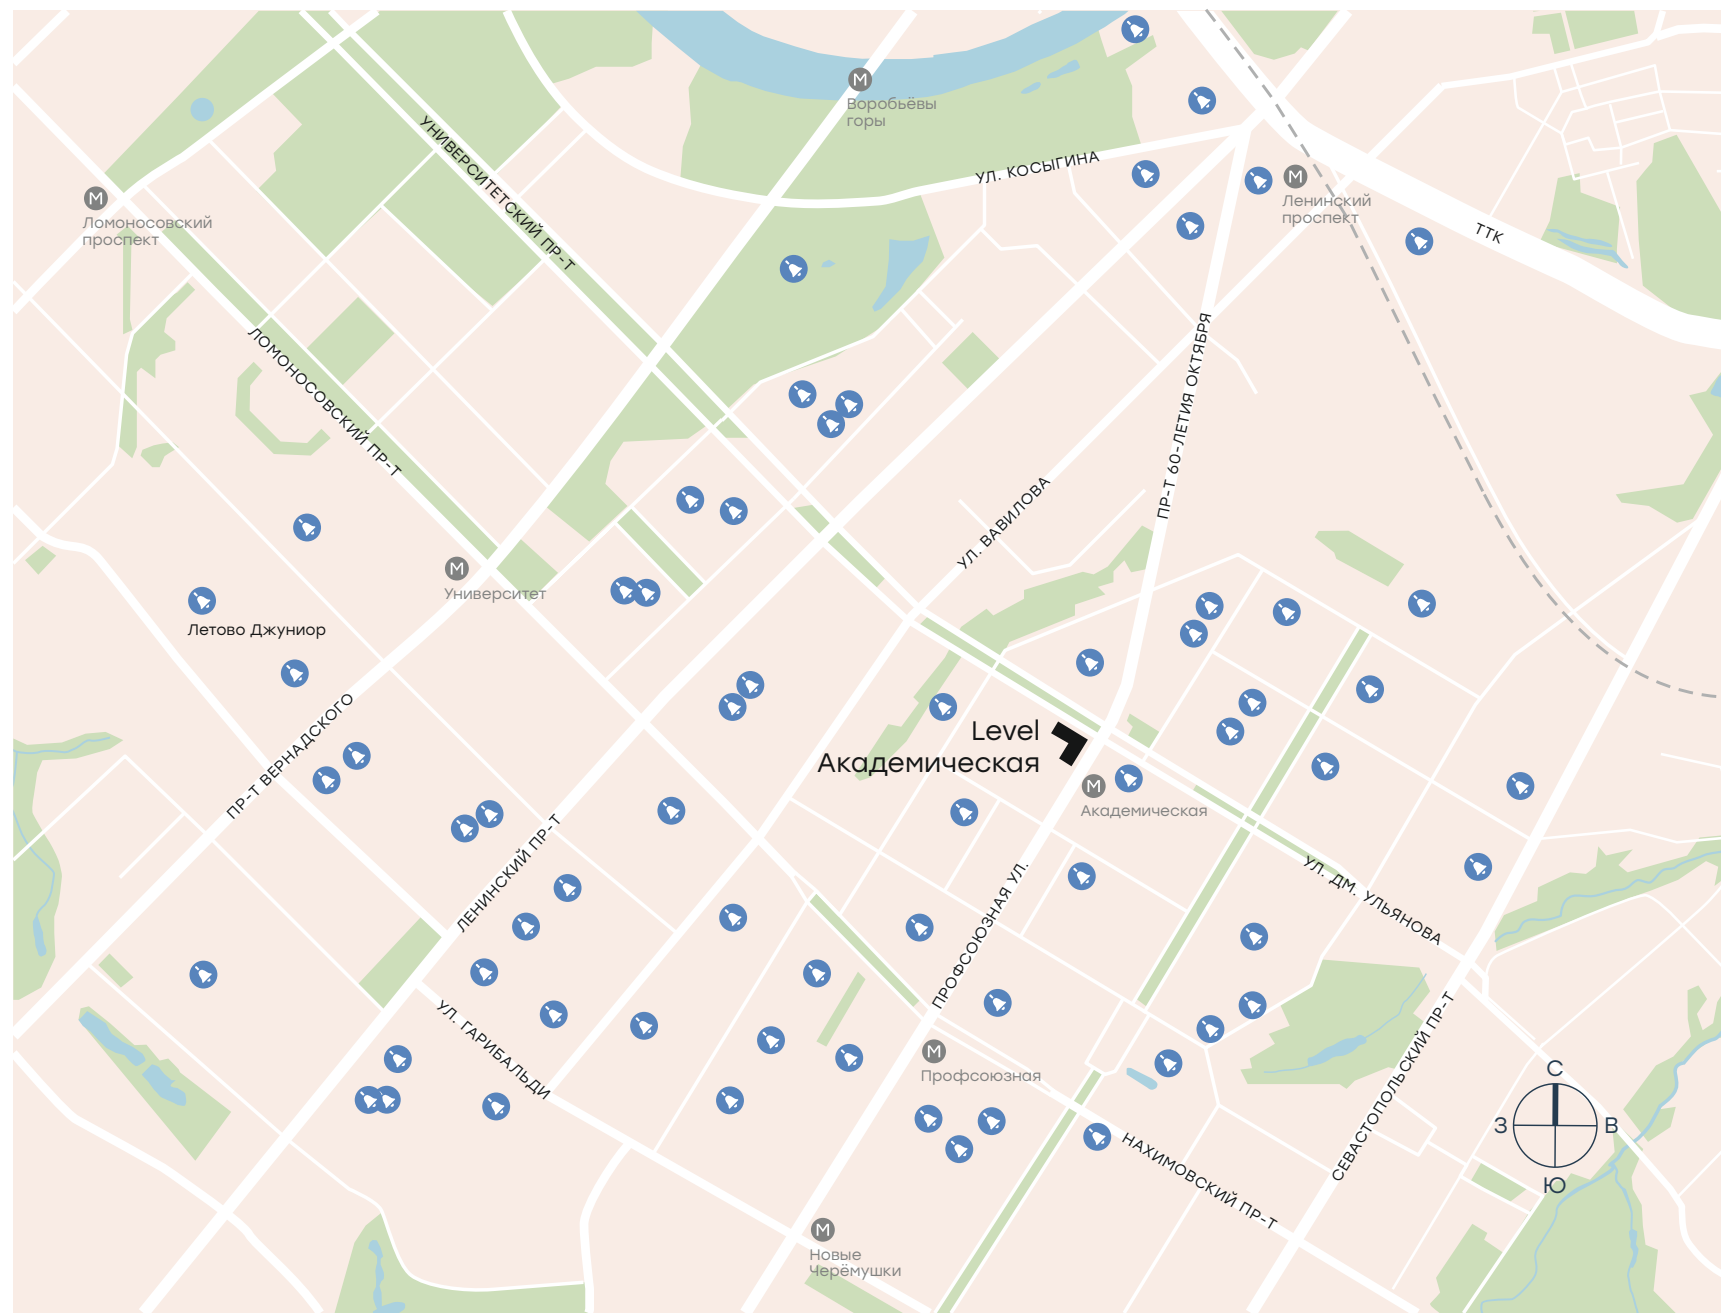 М
Воробьёвы
горы
УНИВЕРСИТЕТСКИЙ ПР-Т
УЛ. КОСЫГИНА
М
Ленинский
проспект
М
Ломоносовский
проспект
ТТК
ПР-Т 60-ЛЕТИЯ ОКТЯБРЯ
ЛОМОНОСОВСКИЙ ПР-Т
УЛ. ВАВИЛОВА
М
Университет
Летово Джуниор
ПР-Т ВЕРНАДСКОГО
Level
Академическая
М
Академическая
ЛЕНИНСКИЙ ПР-Т
УЛ. ДМ. УЛЬЯНОВА
ПРОФСОЮЗНАЯ УЛ.
УЛ. ГАРИБАЛЬДИ
М
Профсоюзная
СЕВАСТОПОЛЬСКИЙ ПР-Т
С
З
В
Ю
НАХИМОВСКИЙ ПР-Т
М
Новые
Черёмушки